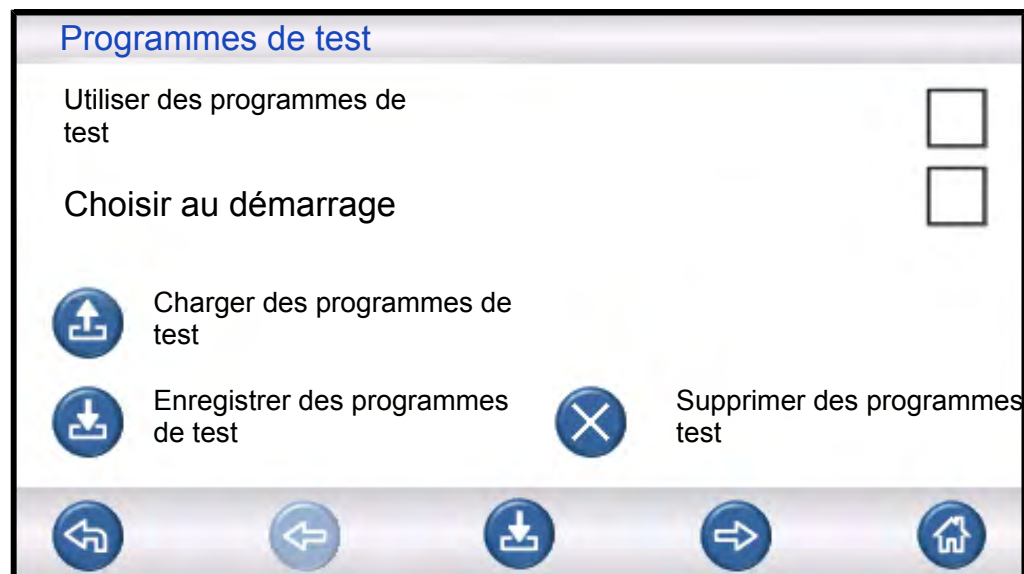 Programmes de test
Utiliser des programmes de
test
Choisir au démarrage
Charger des programmes de
test
Enregistrer des programmes
de test
Supprimer des programmes
test